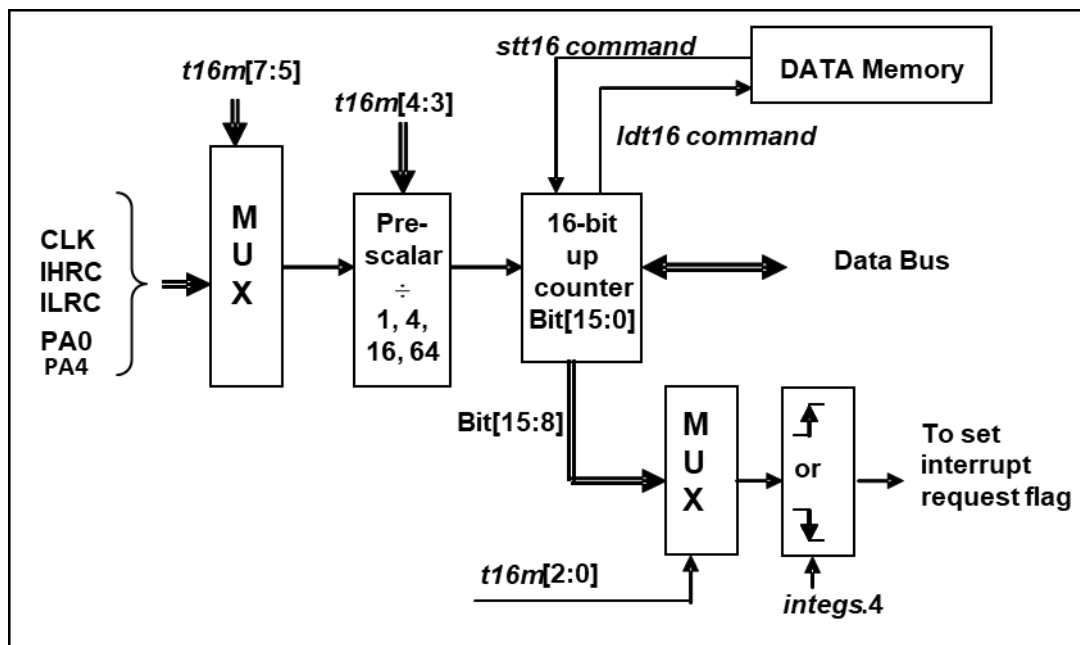 stt16 command
DATA Memory
t16m[7:5]
t16m[4:3]
ldt16 command
CLK
IHRC
ILRC
PA0
PA4
M
U
X
Pre-
scalar
÷
1, 4,
16, 64
16-bit
up
counter
Bit[15:0]
Data Bus
Bit[15:8]
M
U
X
or
To set
interrupt
request flag
t16m[2:0]
integs.4